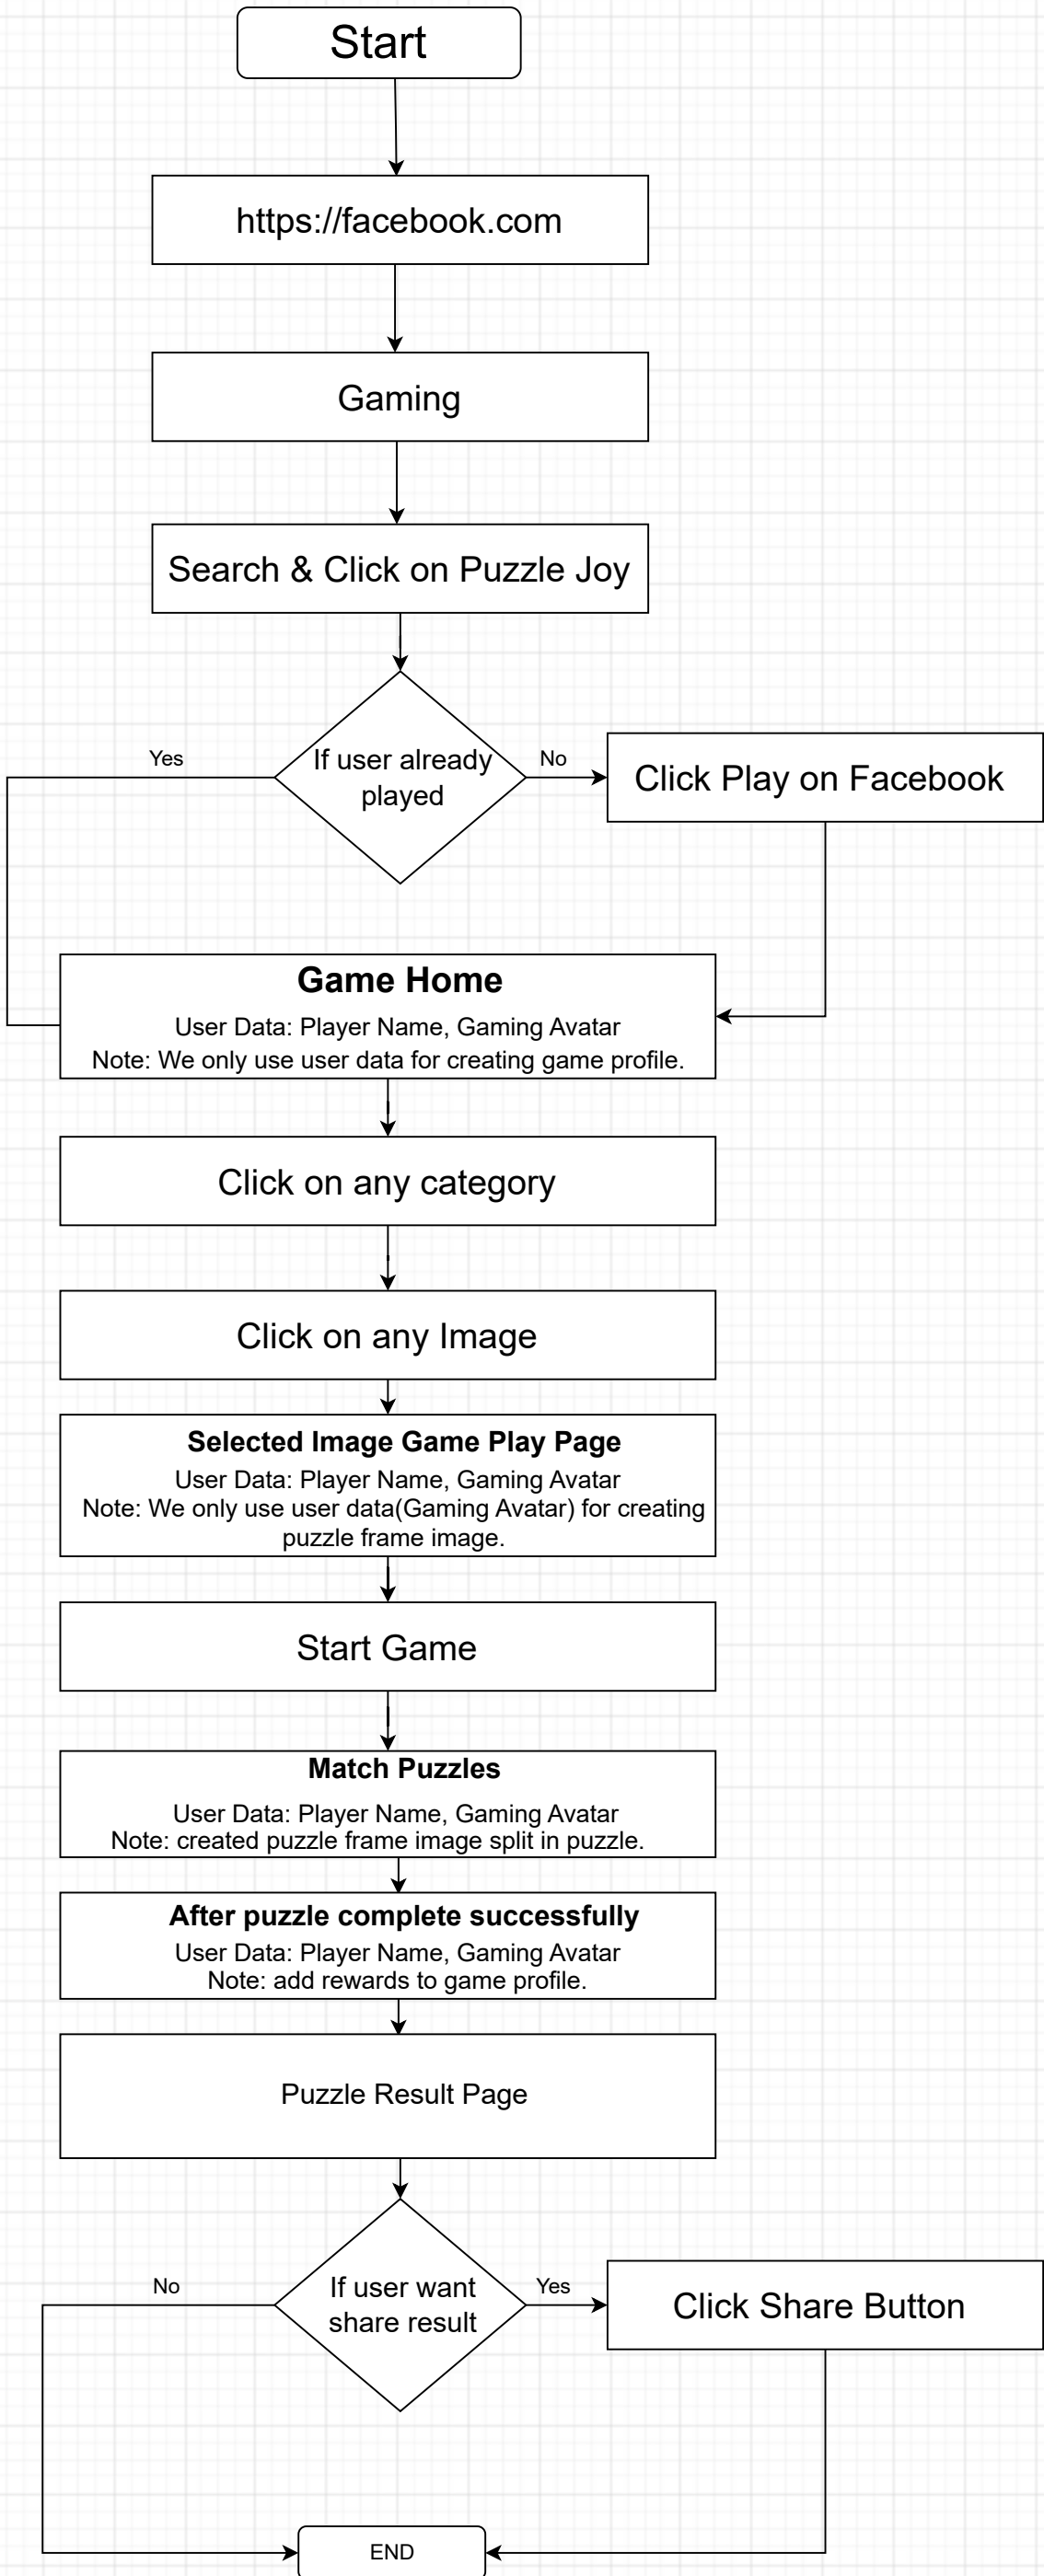 Start
https://facebook.com
Gaming
Search & Click on Puzzle Joy
Yes
If user already
played
No
Click Play on Facebook
Game Home
User Data: Player Name, Gaming Avatar
Note: We only use user data for creating game profile.
Click on any category
Click on any Image
Selected Image Game Play Page
User Data: Player Name, Gaming Avatar
Note: We only use user data(Gaming Avatar) for creating
puzzle frame image.
Start Game
Match Puzzles
User Data: Player Name, Gaming Avatar
Note: created puzzle frame image split in puzzle.
After puzzle complete successfully
User Data: Player Name, Gaming Avatar
Note: add rewards to game profile.
Puzzle Result Page
No
If user want
share result
Yes
Click Share Button
END